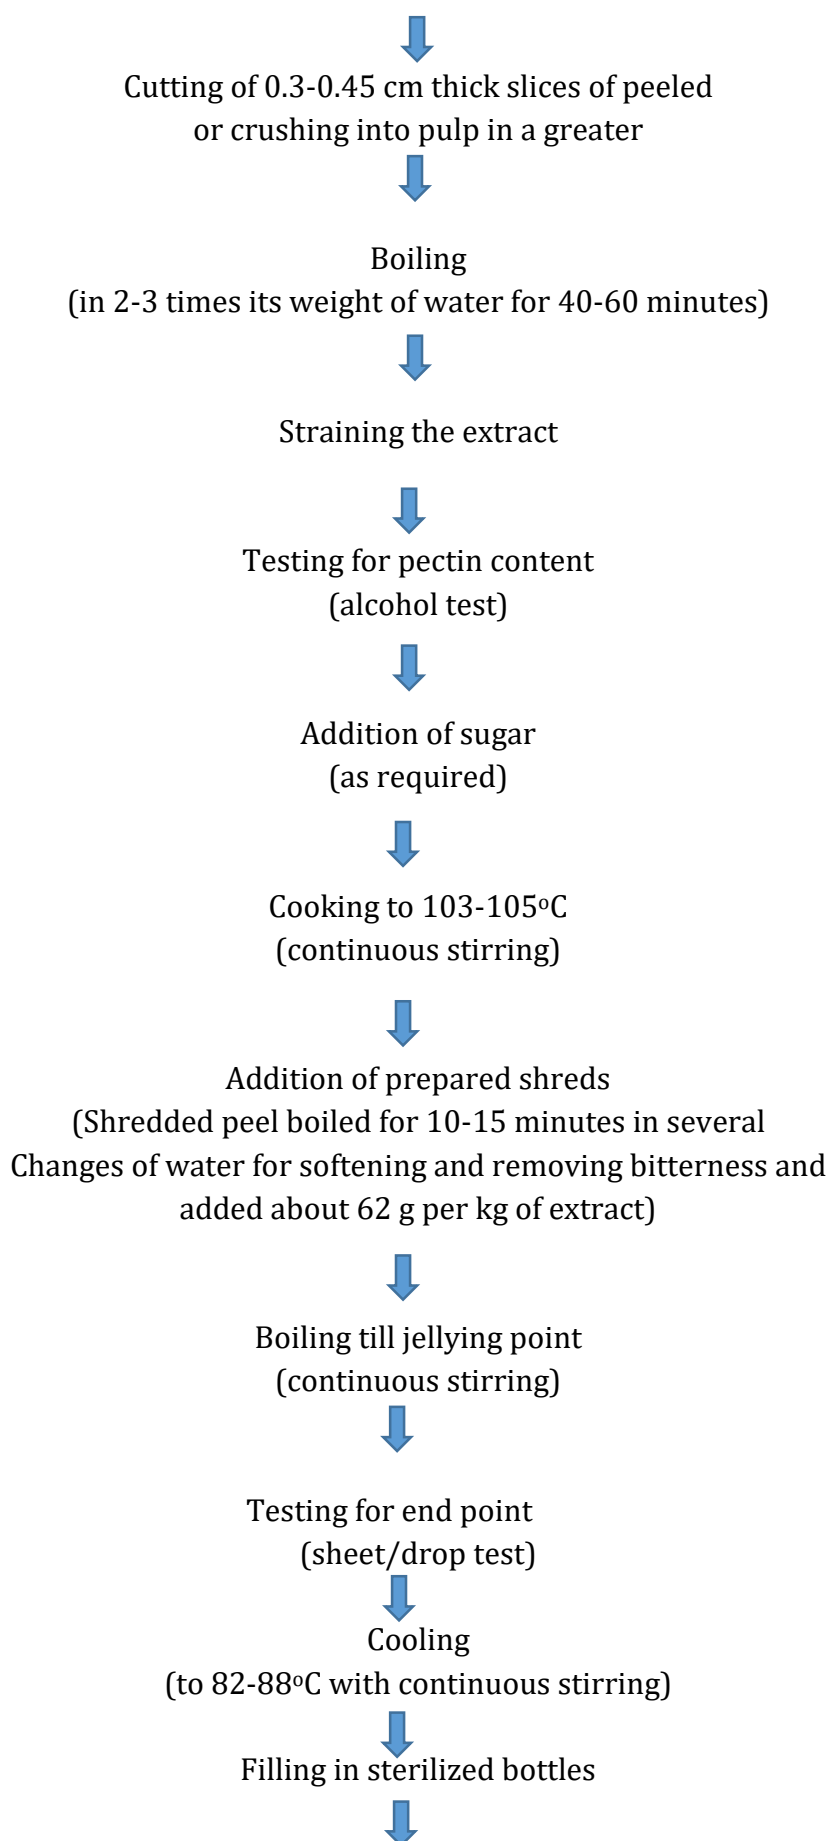 Cutting of 0.3-0.45 cm thick slices of peeled
or crushing into pulp in a greater
Boiling
(in 2-3 times its weight of water for 40-60 minutes)
Straining the extract
Testing for pectin content
(alcohol test)
Addition of sugar
(as required)
Cooking to 103-105ºC
(continuous stirring)
Addition of prepared shreds
(Shredded peel boiled for 10-15 minutes in several
Changes of water for softening and removing bitterness and
added about 62 g per kg of extract)
Boiling till jellying point
(continuous stirring)
Testing for end point
(sheet/drop test)
Cooling
(to 82-88ºC with continuous stirring)
Filling in sterilized bottles